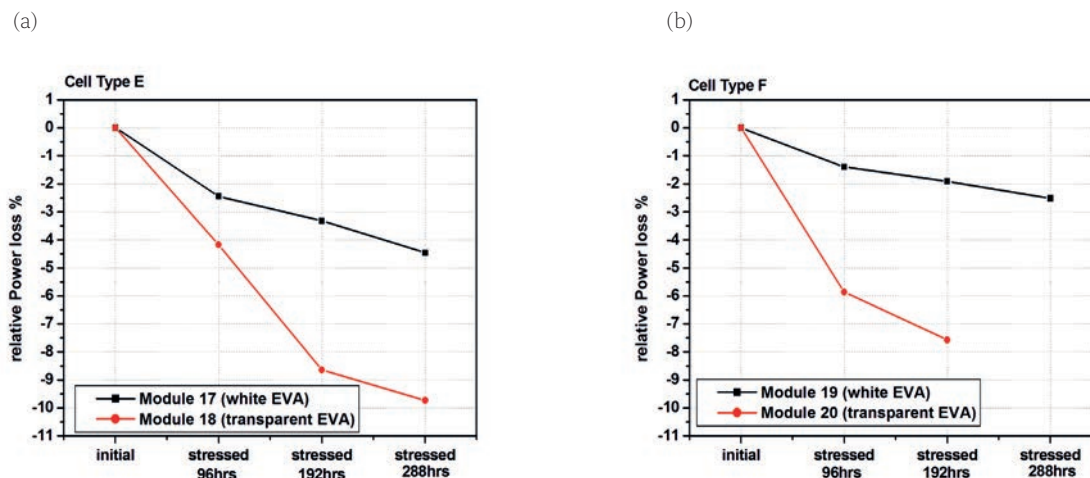 (a)
Cell Type E
relative Power loss %
1
0
-1
-2
-3
-4
-5
-6
-7
-8
-9
-10
-11
Module 17 (white EVA)
Module 18 (transparent EVA)
initial
stressed
96hrs
stressed
192hrs
stressed
288hrs
(b)
Cell Type F
relative Power loss %
1
0
-1
-2
-3
-4
-5
-6
-7
-8
-9
-10
-11
Module 19 (white EVA)
Module 20 (transparent EVA)
initial
stressed
96hrs
stressed
192hrs
stressed
288hrs